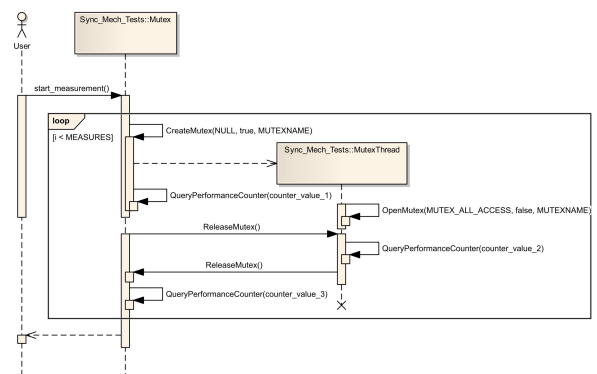 Sync_Mech_Tests::Mutex
User
start_measurement()
loop
[i < MEASURES]
CreateMutex(NULL, true, MUTEXNAME)
Sync_Mech_Tests::MutexThread
QueryPerformanceCounter(counter_value_1)
OpenMutex(MUTEX_ALL_ACCESS, false, MUTEXNAME)
ReleaseMutex()
QueryPerformanceCounter(counter_value_2)
ReleaseMutex()
QueryPerformanceCounter(counter_value_3)